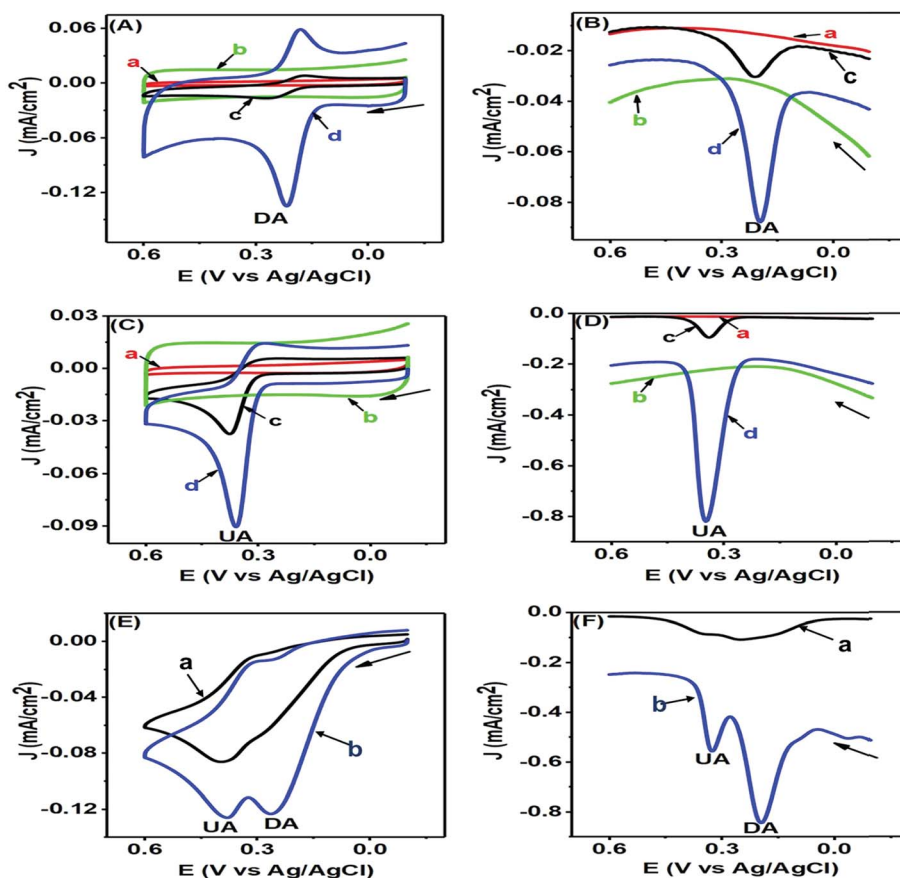 (A)
0.06
0.00
-0.06
-0.12
J (mA/cm²)
a
b
c
d
DA
0.6 0.3 0.0
E (V vs Ag/AgCl)
(B)
-0.02
-0.04
-0.06
-0.08
J (mA/cm²)
a
c
b
d
DA
0.6 0.3 0.0
E (V vs Ag/AgCl)
(C)
0.03
0.00
-0.03
-0.06
-0.09
J (mA/cm²)
a
c
b
d
UA
0.6 0.3 0.0
E (V vs Ag/AgCl)
(D)
0.0
-0.2
-0.4
-0.6
-0.8
J (mA/cm²)
c
a
b
d
UA
0.6 0.3 0.0
E (V vs Ag/AgCl)
(E)
0.00
-0.04
-0.08
-0.12
J (mA/cm²)
a
b
UA DA
0.6 0.3 0.0
E (V vs Ag/AgCl)
(F)
0.0
-0.2
-0.4
-0.6
-0.8
J (mA/cm²)
a
b
UA
DA
0.6 0.3 0.0
E (V vs Ag/AgCl)